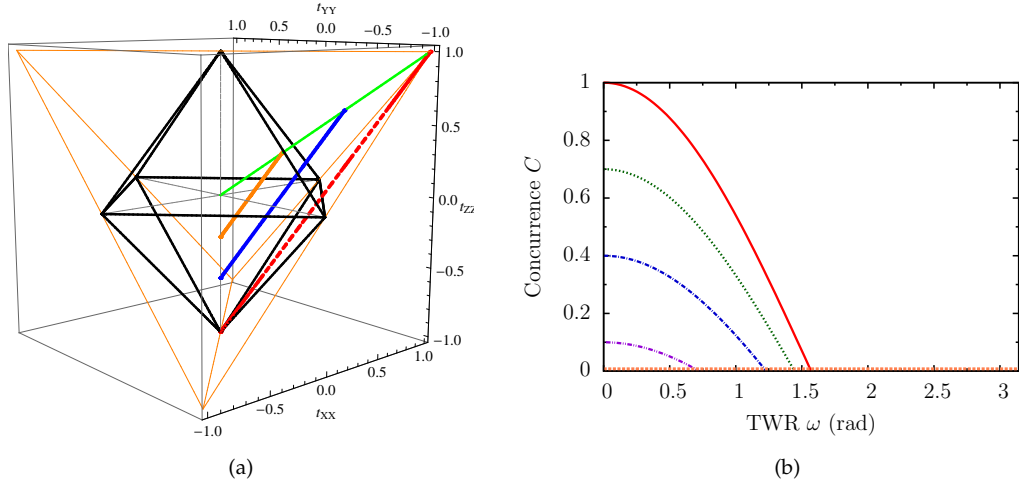 t_YY
1.0 0.5 0.0 −0.5 −1.0
1.0
0.5
0.0
t_ZZ
−0.5
−1.0
−1.0
−0.5
0.0
0.5
1.0
t_XX
(a)
1
0.8
0.6
0.4
0.2
0
Concurrence C
0 0.5 1 1.5 2 2.5 3
TWR ω (rad)
(b)